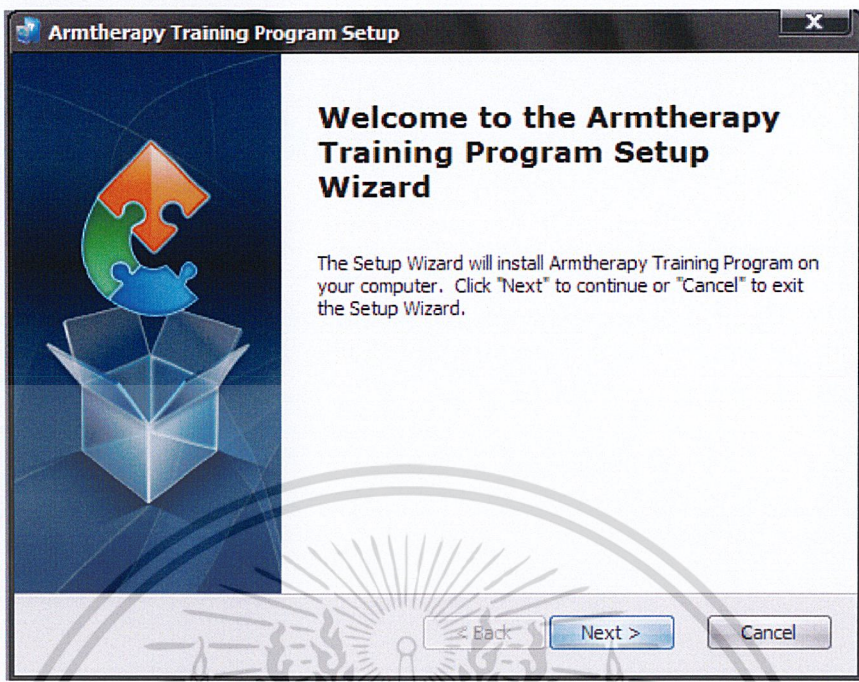 Armtherapy Training Program Setup
X
Welcome to the Armtherapy
Training Program Setup
Wizard
The Setup Wizard will install Armtherapy Training Program on
your computer. Click "Next" to continue or "Cancel" to exit
the Setup Wizard.
< Back
Next >
Cancel